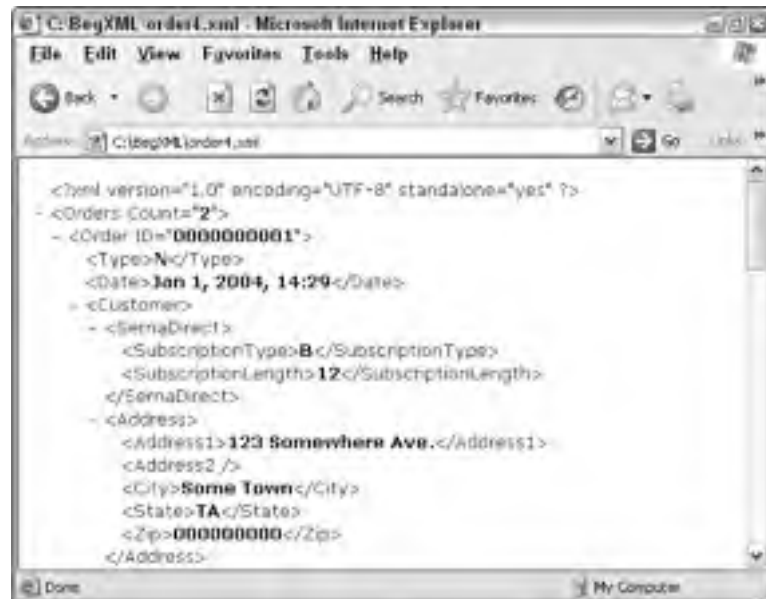 C:\BegXML\order4.xml - Microsoft Internet Explorer
File Edit View Favorites Tools Help
Back Search Favorites
Address C:\BegXML\order4.xml Go Links
<?xml version="1.0" encoding="UTF-8" standalone="yes" ?>
- <Orders Count="2">
- <Order ID="0000000001">
<Type>N</Type>
<Date>Jan 1, 2004, 14:29</Date>
- <Customer>
- <SernaDirect>
<SubscriptionType>B</SubscriptionType>
<SubscriptionLength>12</SubscriptionLength>
</SernaDirect>
- <Address>
<Address1>123 Somewhere Ave.</Address1>
<Address2 />
<City>Some Town</City>
<State>TA</State>
<Zip>000000000</Zip>
</Address>
Done My Computer